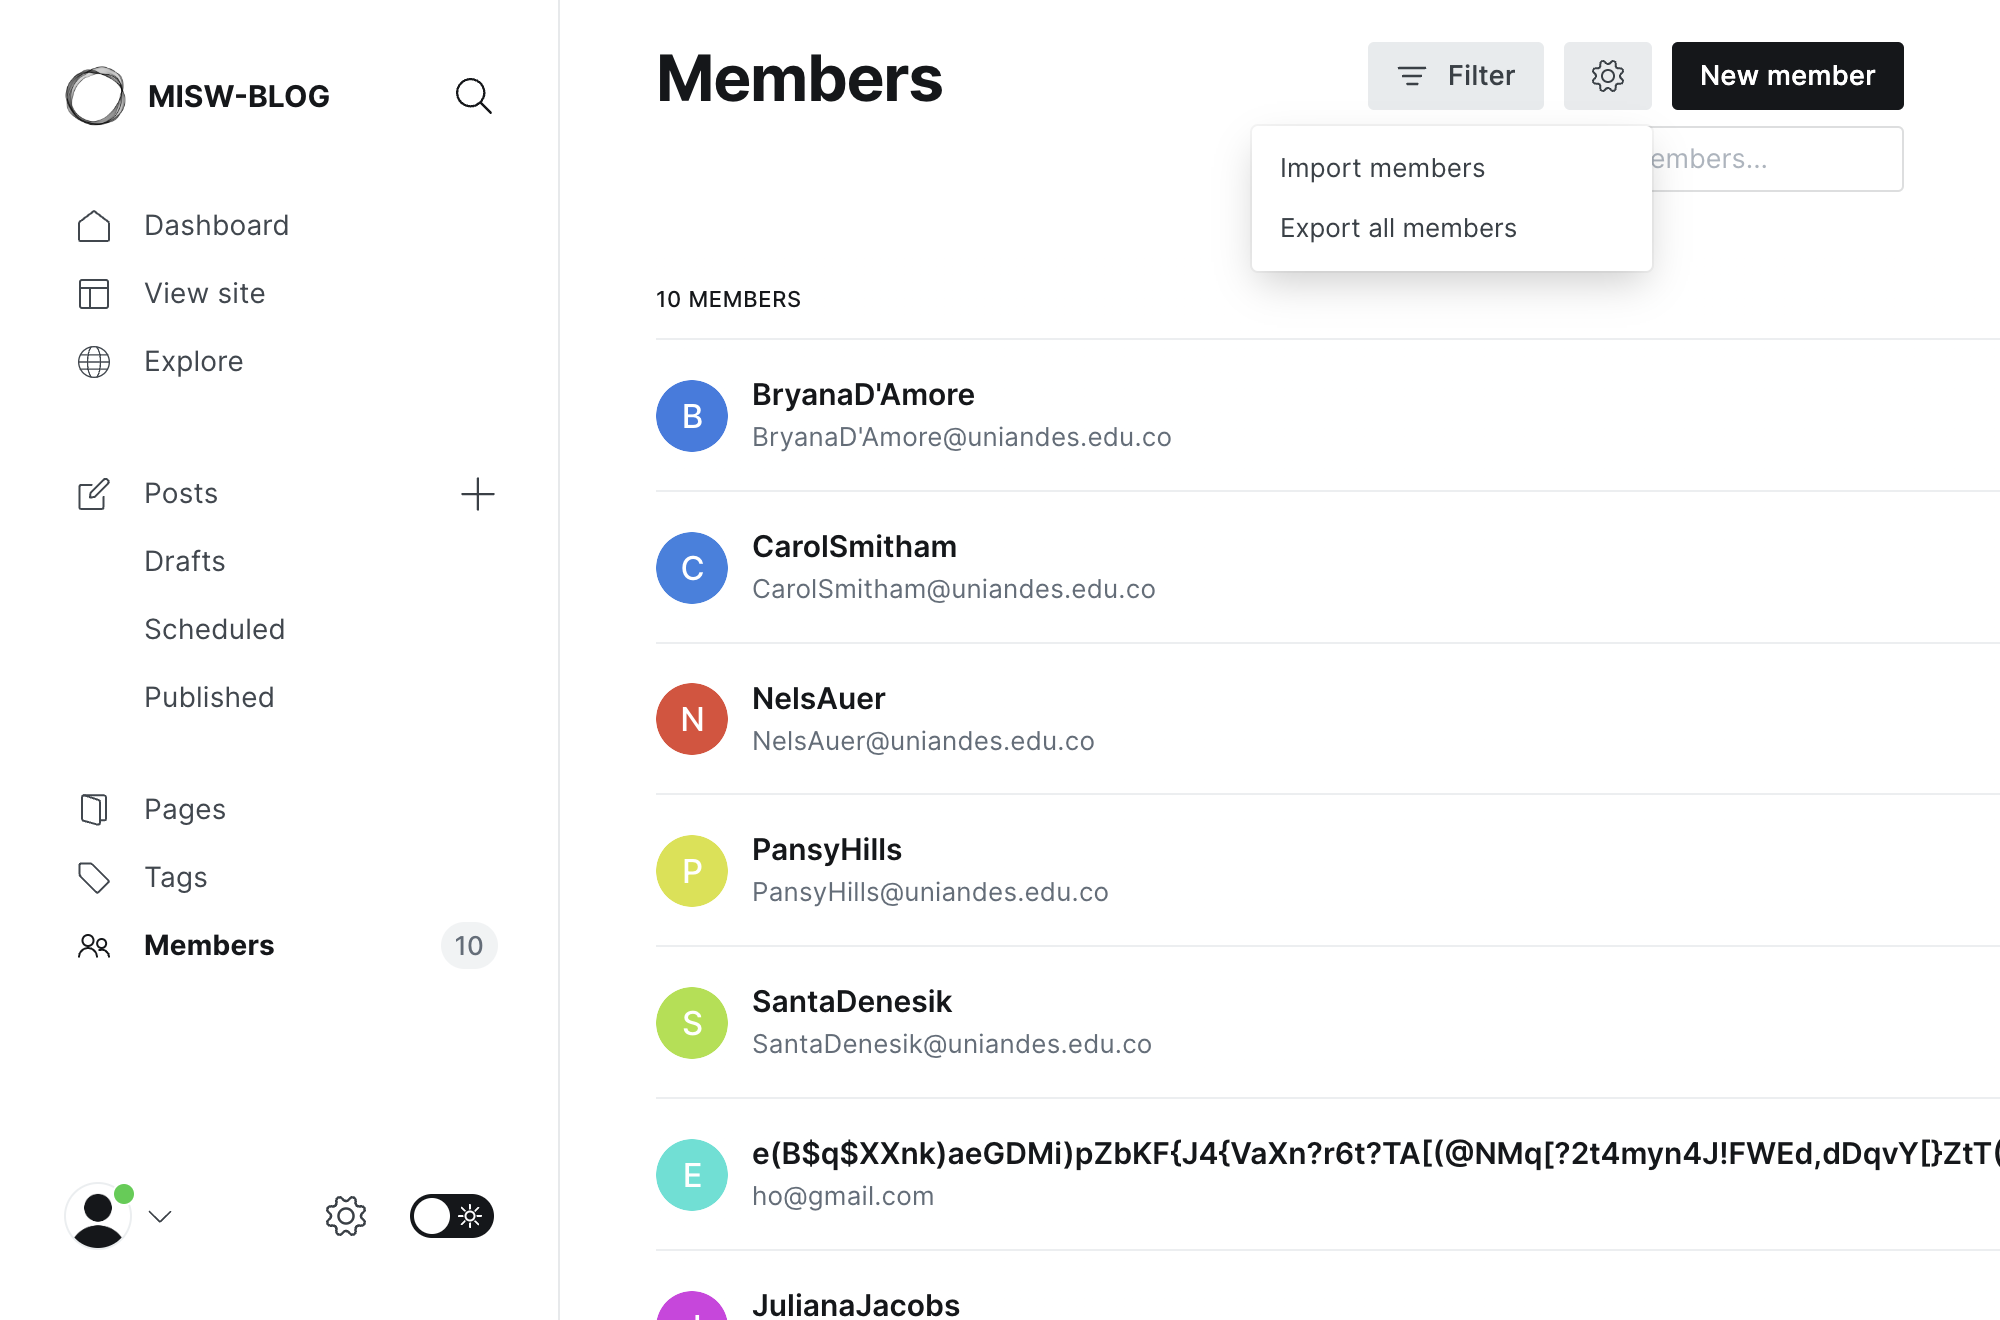 MISW-BLOG
Dashboard
View site
Explore
Posts
Drafts
Scheduled
Published
Pages
Tags
Members
10
Members
Filter
New member
Import members
Export all members
embers...
10 MEMBERS
B
BryanaD'Amore
BryanaD'Amore@uniandes.edu.co
C
CarolSmitham
CarolSmitham@uniandes.edu.co
N
NelsAuer
NelsAuer@uniandes.edu.co
P
PansyHills
PansyHills@uniandes.edu.co
S
SantaDenesik
SantaDenesik@uniandes.edu.co
E
e(B$q$XXnk)aeGDMi)pZbKF{J4{VaXn?r6t?TA[(@NMq[?2t4myn4J!FWEd,dDqvY[}ZtT(
ho@gmail.com
JulianaJacobs